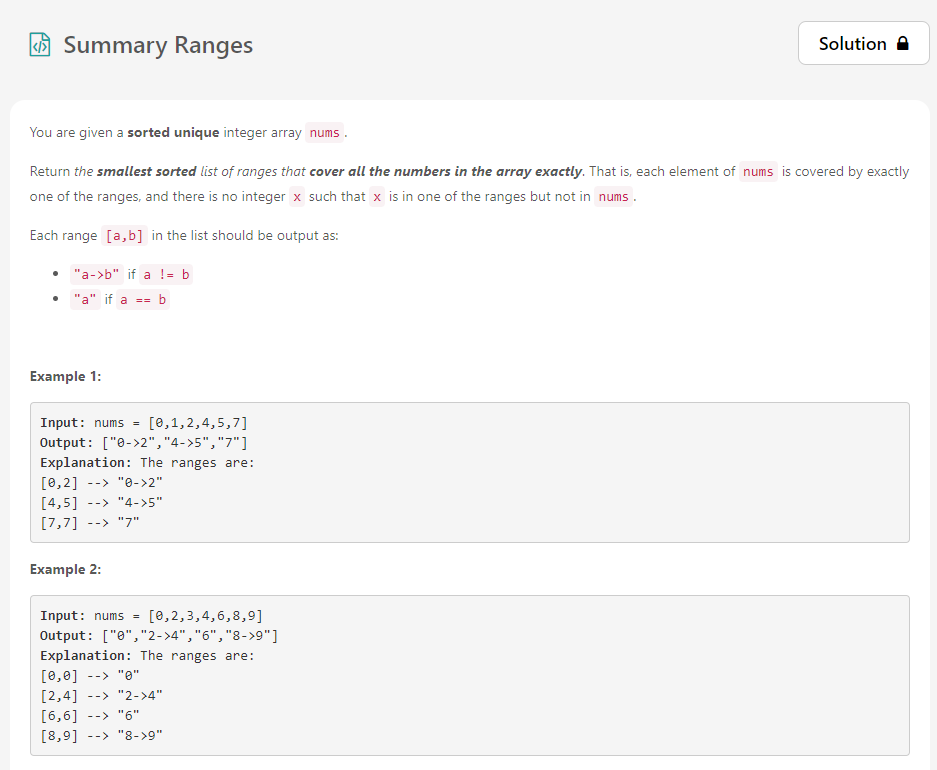 Summary Ranges
Solution
You are given a sorted unique integer array nums .
Return the smallest sorted list of ranges that cover all the numbers in the array exactly. That is, each element of nums is covered by exactly
one of the ranges, and there is no integer x such that x is in one of the ranges but not in nums .
Each range [a,b] in the list should be output as:
• "a->b" if a != b
• "a" if a == b
Example 1:
Input: nums = [0,1,2,4,5,7]
Output: ["0->2","4->5","7"]
Explanation: The ranges are:
[0,2] --> "0->2"
[4,5] --> "4->5"
[7,7] --> "7"
Example 2:
Input: nums = [0,2,3,4,6,8,9]
Output: ["0","2->4","6","8->9"]
Explanation: The ranges are:
[0,0] --> "0"
[2,4] --> "2->4"
[6,6] --> "6"
[8,9] --> "8->9"